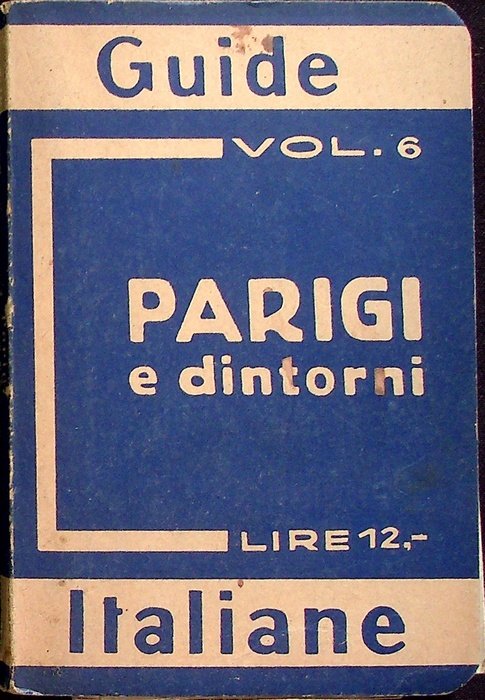 Guide
VOL. 6
PARIGI
e dintorni
LIRE 12,-
Italiane